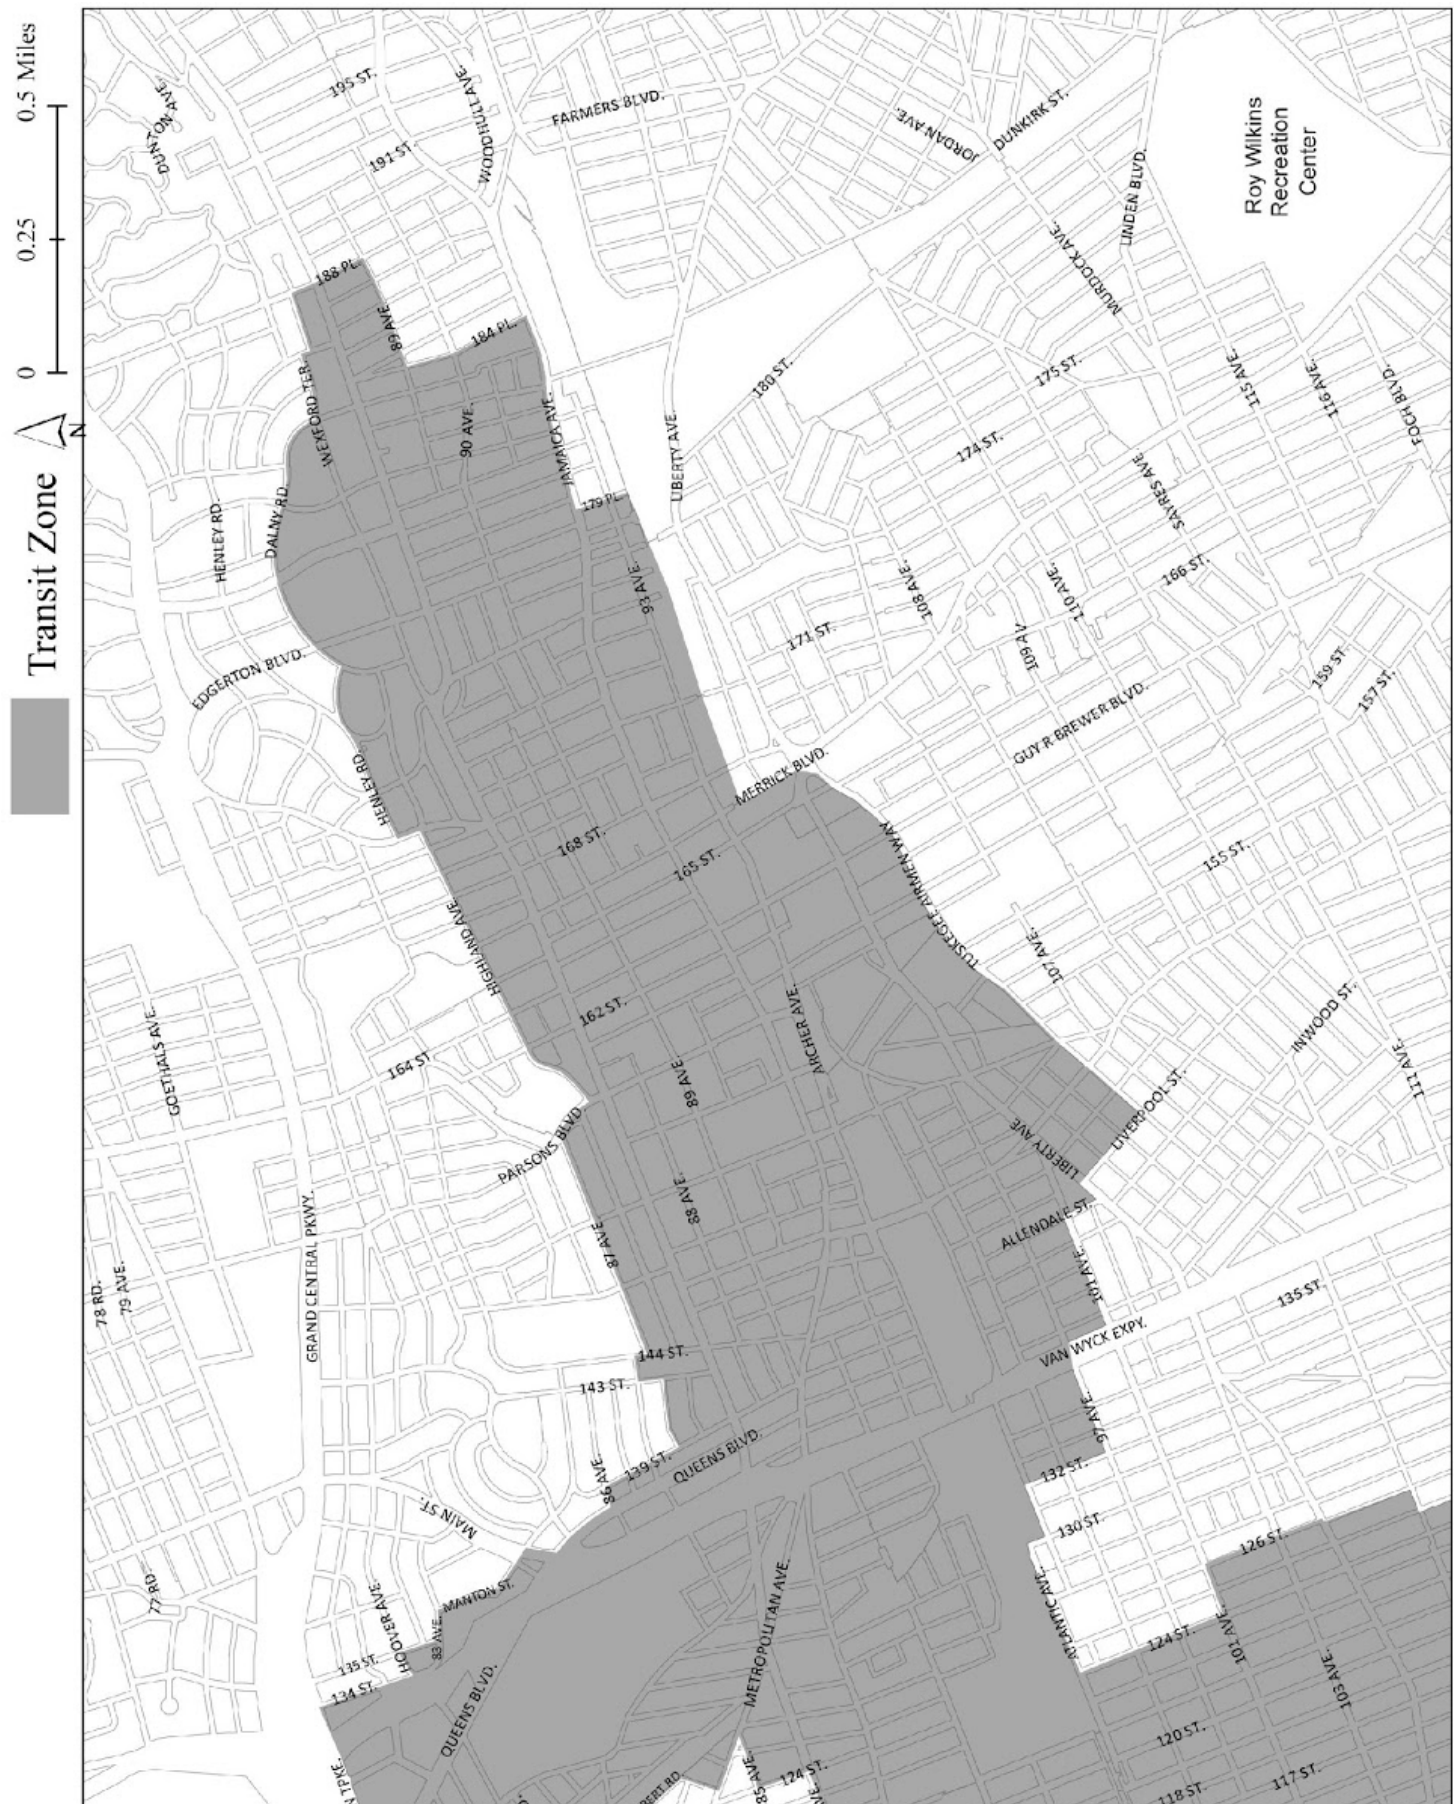 0.5 Miles
0.25
0
N
Transit Zone
DUNTON AVE.
195 ST.
WOODHULL AVE.
FARMERS BLVD.
191 ST
JORDAN AVE.
DUNKIRK ST.
LINDEN BLVD.
Roy Wilkins
Recreation
Center
MURDOCK AVE.
188 PL.
89 AVE
184 PL.
WEXFORD TER.
90 AVE.
JAMAICA AVE.
LIBERTY AVE.
180 ST.
175 ST.
174 ST.
115 AVE.
116 AVE.
FOCH BLVD.
SAYRES AVE
HENLEY RD.
DALNY RD.
179 PL.
93 AVE.
108 AVE.
110 AVE.
166 ST.
171 ST.
109 AV.
159 ST
157 ST.
EDGERTON BLVD.
GUY R BREWER BLVD.
HENLEY RD.
MERRICK BLVD.
168 ST.
165 ST.
155 ST.
TUSKEGEE AIRMEN WAY
HIGHLAND AVE.
107 AVE.
162 ST.
ARCHER AVE.
INWOOD ST.
GOETHALS AVE.
164 ST
89 AVE.
111 AVE.
PARSONS BLVD.
LIVERPOOL ST.
LIBERTY AVE
88 AVE.
ALLENDALE ST.
87 AVE
GRAND CENTRAL PKWY.
78 RD.
79 AVE.
101 AVE.
135 ST.
VAN WYCK EXPY.
144 ST.
143 ST.
97 AVE.
QUEENS BLVD.
139 ST.
86 AVE.
132 ST.
MAIN ST.
130 ST.
126 ST.
77 RD.
HOOVER AVE.
MANTON ST.
83 AVE.
METROPOLITAN AVE.
ATLANTIC AVE.
124 ST.
101 AVE.
135 ST.
134 ST.
QUEENS BLVD.
103 AVE.
120 ST.
TPKE.
85 AVE.
124 ST.
118 ST.
117 ST.